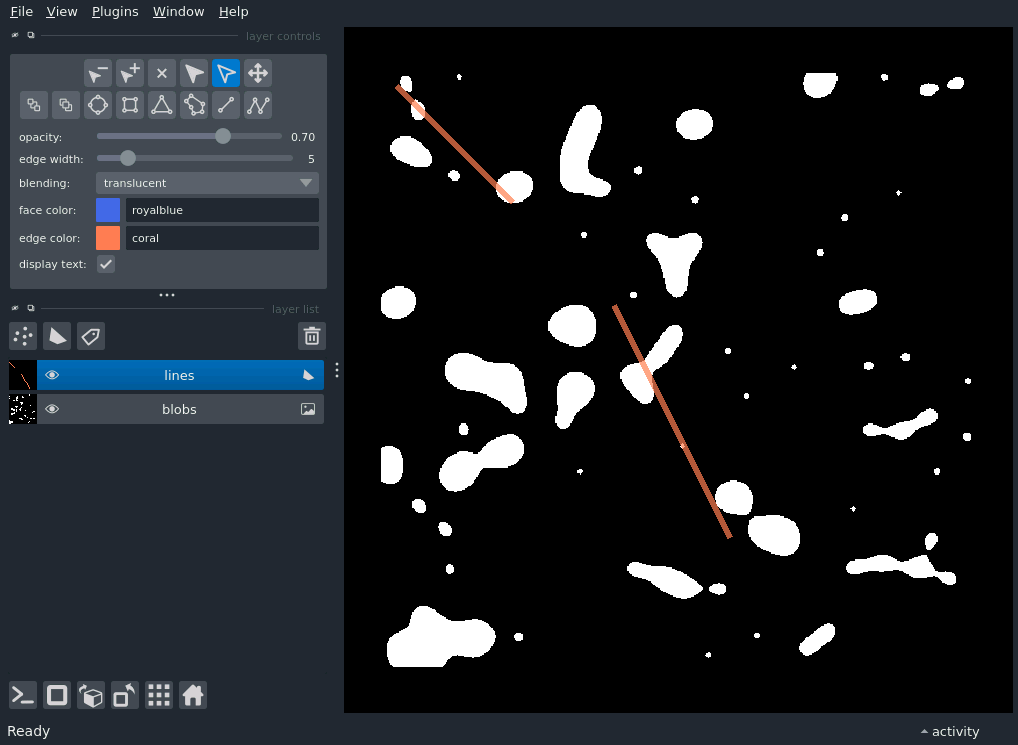 File View Plugins Window Help
layer controls
opacity: 0.70
edge width: 5
blending: translucent
face color: royalblue
edge color: coral
display text:
layer list
lines
blobs
Ready
activity